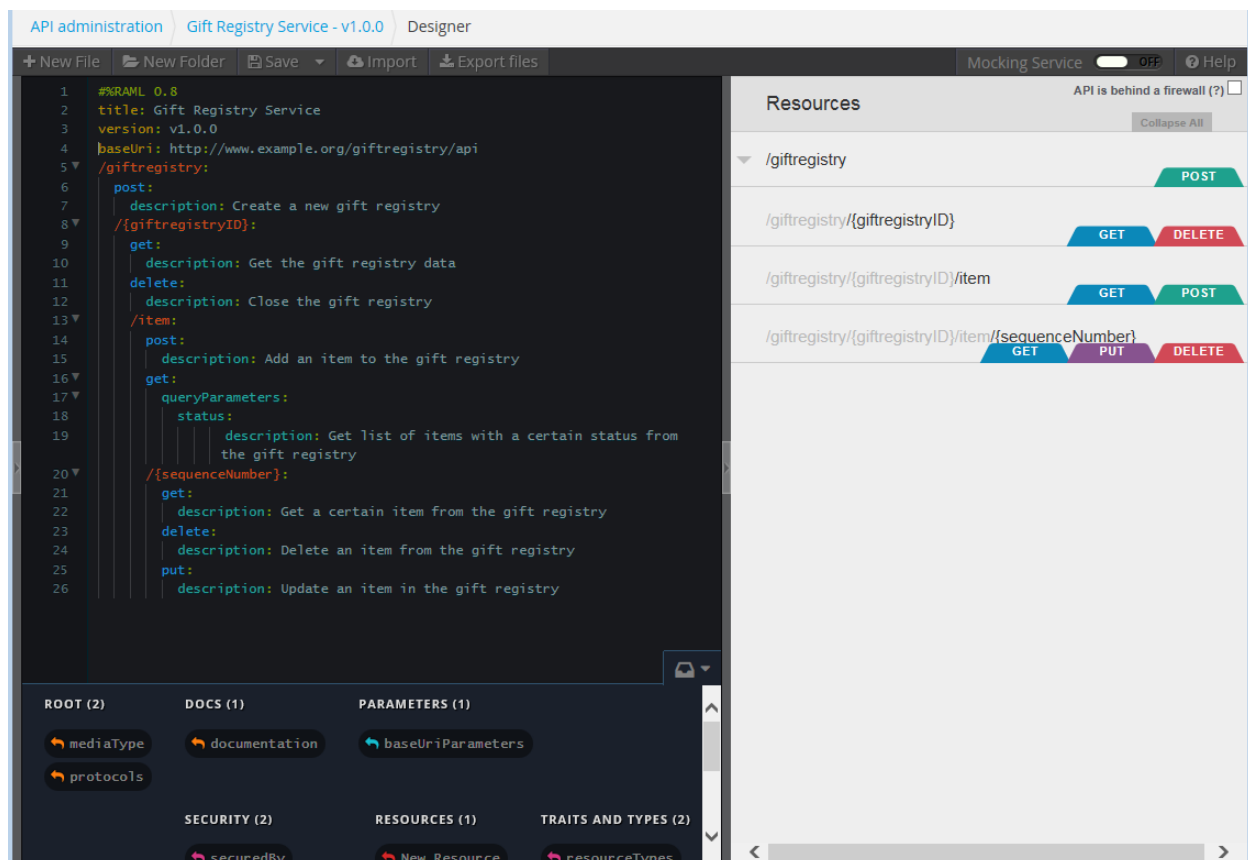 API administration Gift Registry Service - v1.0.0 Designer
New File New Folder Save Import Export files Mocking Service OFF Help
1 #%RAML 0.8
2 title: Gift Registry Service
3 version: v1.0.0
4 baseUri: http://www.example.org/giftregistry/api
5 /giftregistry:
6 post:
7 description: Create a new gift registry
8 /{giftregistryID}:
9 get:
10 description: Get the gift registry data
11 delete:
12 description: Close the gift registry
13 /item:
14 post:
15 description: Add an item to the gift registry
16 get:
17 queryParameters:
18 status:
19 description: Get list of items with a certain status from
the gift registry
20 /{sequenceNumber}:
21 get:
22 description: Get a certain item from the gift registry
23 delete:
24 description: Delete an item from the gift registry
25 put:
26 description: Update an item in the gift registry
ROOT (2) DOCS (1) PARAMETERS (1)
mediaType documentation baseUriParameters
protocols
SECURITY (2) RESOURCES (1) TRAITS AND TYPES (2)
securedBy New Resource resourceTypes
API is behind a firewall (?)
Resources
Collapse All
/giftregistry
POST
/giftregistry/{giftregistryID}
GET DELETE
/giftregistry/{giftregistryID}/item
GET POST
/giftregistry/{giftregistryID}/item/{sequenceNumber}
GET PUT DELETE